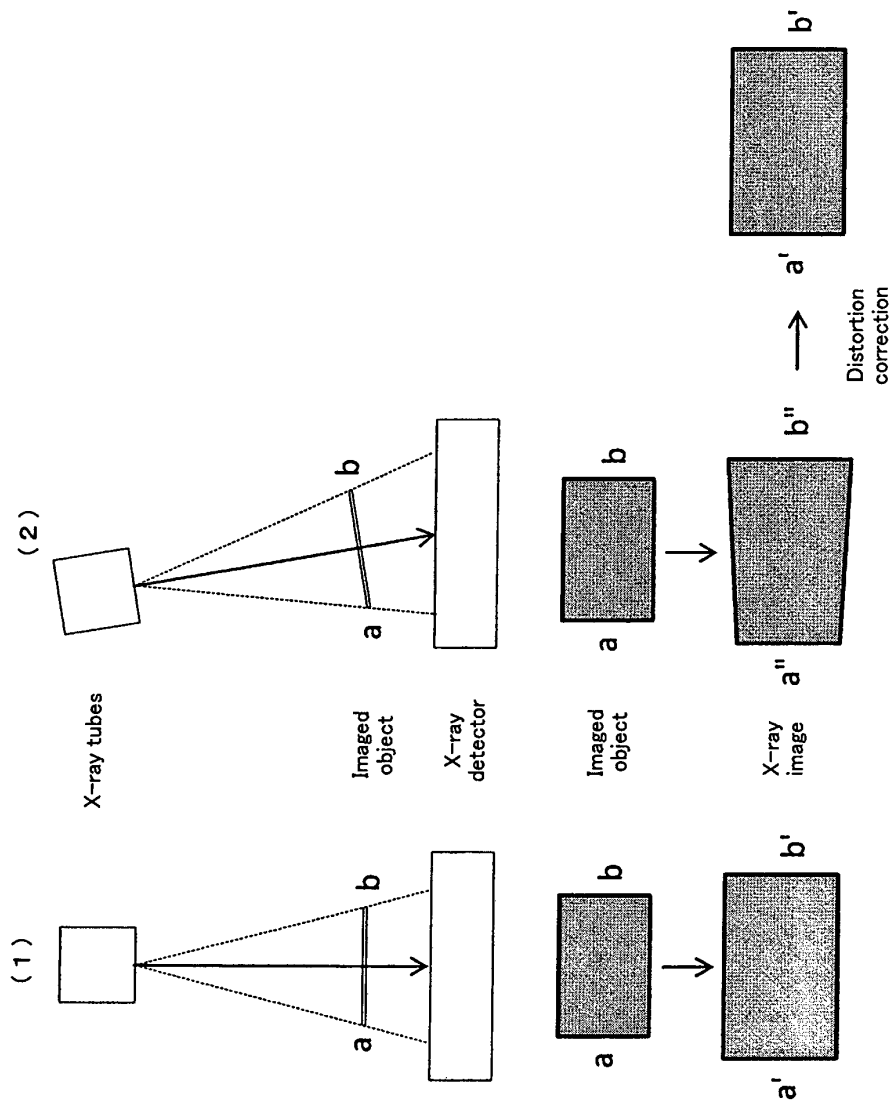 (1)
(2)
X-ray tubes
a
b
Imaged
object
a
b
X-ray
detector
a
b
Imaged
object
a
b
a'
b'
X-ray
image
a"
b"
Distortion
correction
a'
b'